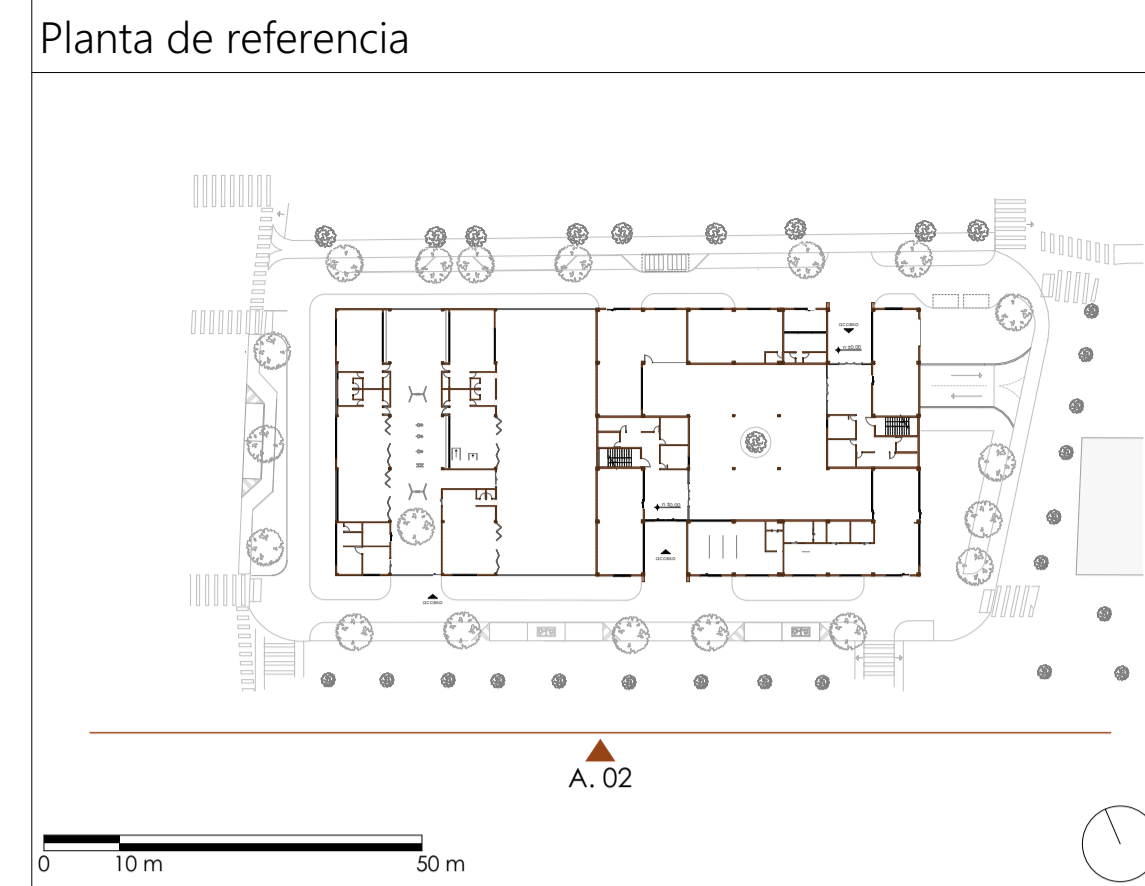 Planta de referencia
acceso
n ±0.00
n ±0.00
acceso
acceso
A. 02
0 10 m 50 m